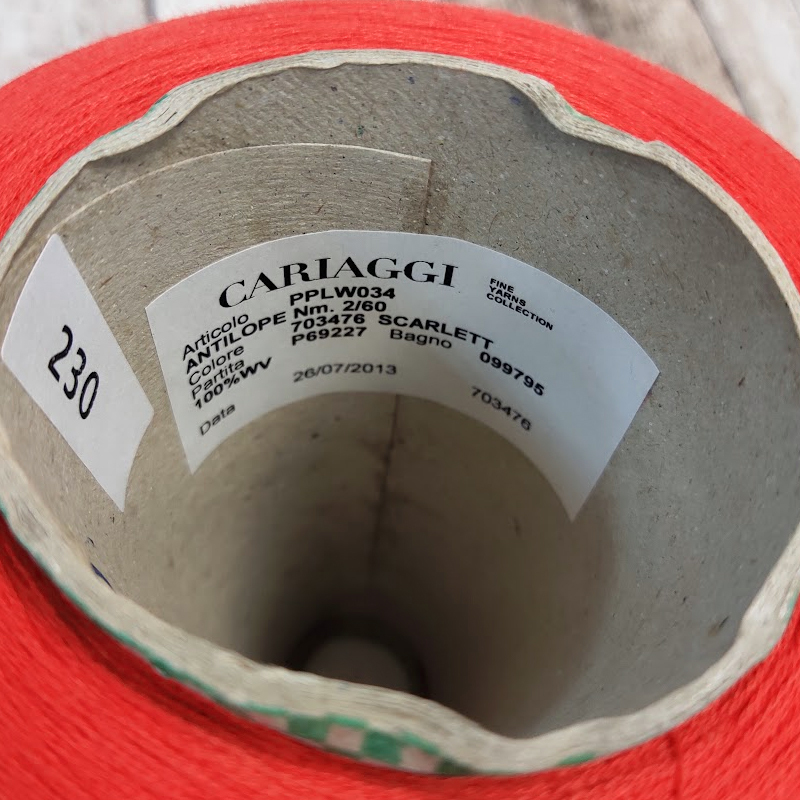 230
CARIAGGI
FINE
YARNS
COLLECTION
Articolo PPLW034
ANTILOPE Nm. 2/60
Colore 703476 SCARLETT
Partita P69227 Bagno 099795
100%WV
Data 26/07/2013 703476